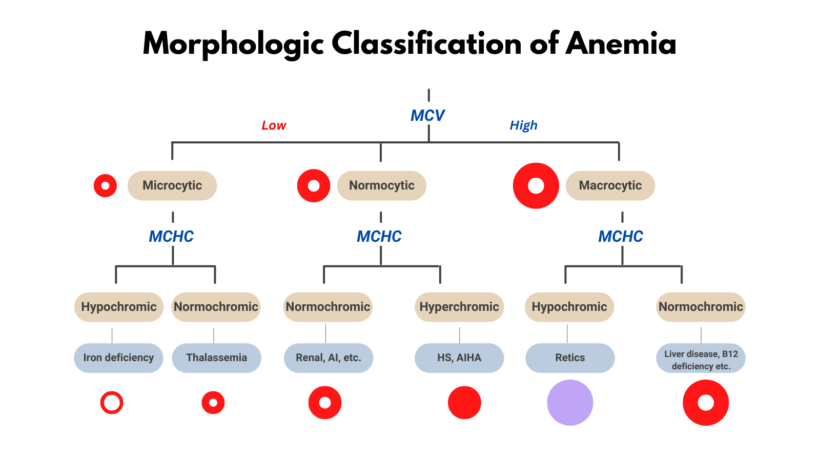 Morphologic Classification of Anemia
MCV
Low
High
Microcytic
Normocytic
Macrocytic
MCHC
MCHC
MCHC
Hypochromic
Normochromic
Normochromic
Hyperchromic
Hypochromic
Normochromic
Iron deficiency
Thalassemia
Renal, AI, etc.
HS, AIHA
Retics
Liver disease, B12
deficiency etc.